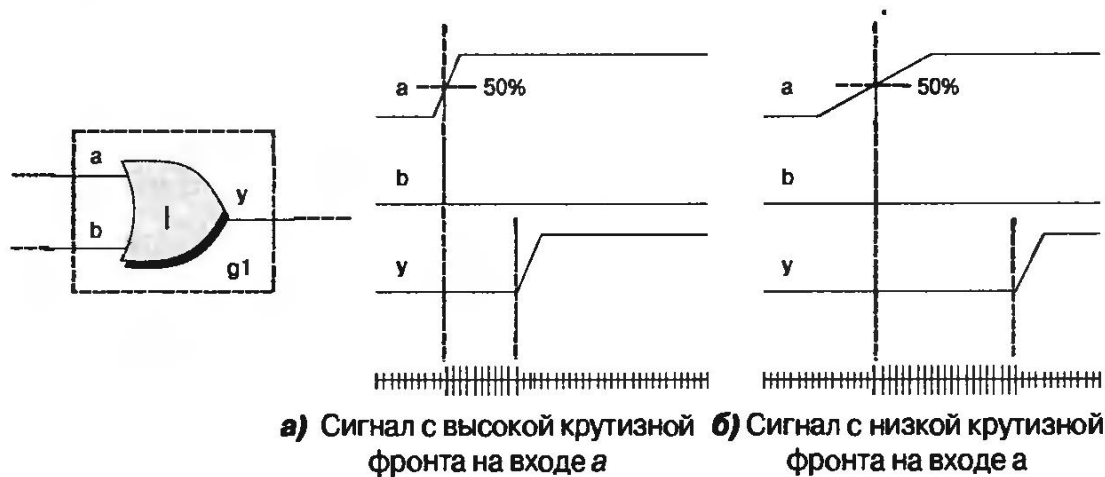 a
b
y
|
g1
a
50%
b
y
a
50%
b
y
а) Сигнал с высокой крутизной
фронта на входе a
б) Сигнал с низкой крутизной
фронта на входе a